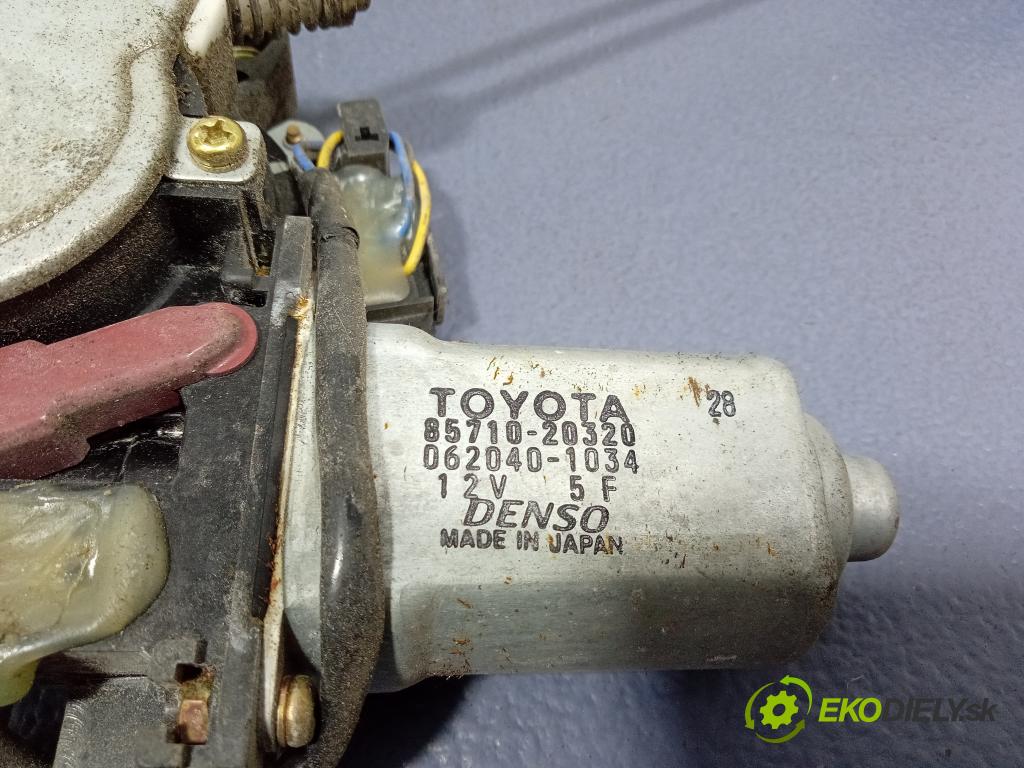 TOYOTA 28
85710-20320
062040-1034
12V 5F
DENSO
MADE IN JAPAN
EKODIELY.sk